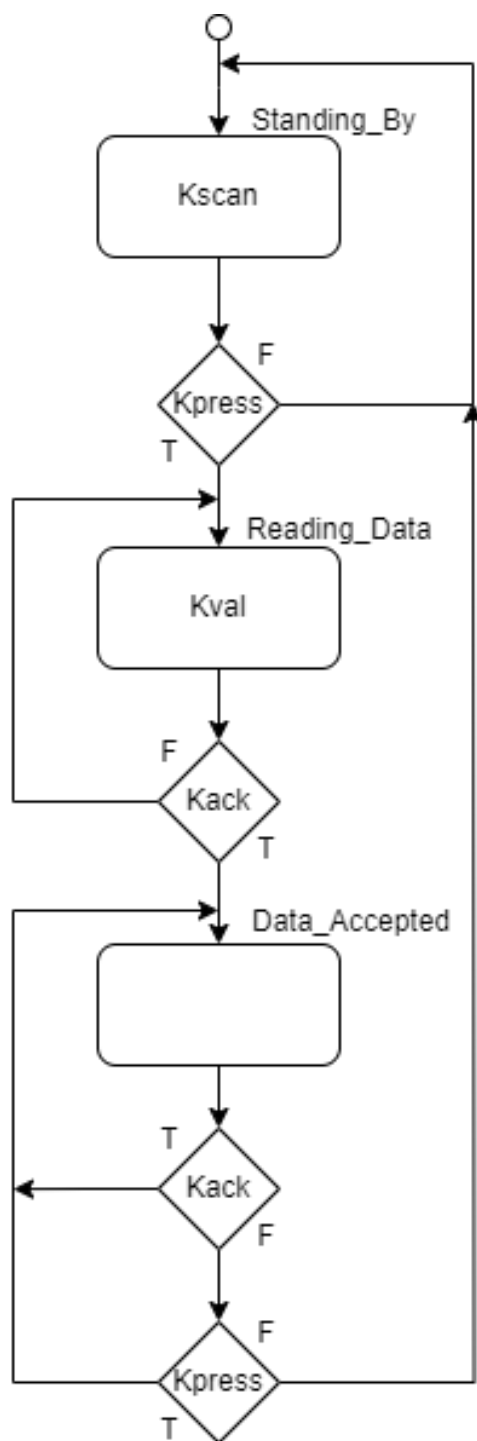 Standing_By
Kscan
F
Kpress
T
Reading_Data
Kval
F
Kack
T
Data_Accepted
T
Kack
F
F
Kpress
T